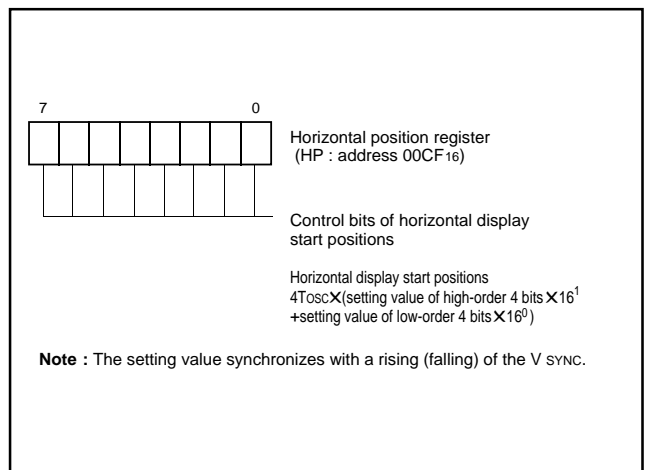 7 0
Horizontal position register
(HP : address 00CF₁₆)
Control bits of horizontal display
start positions
Horizontal display start positions
4Tosc✕(setting value of high-order 4 bits✕16¹
+setting value of low-order 4 bits✕16⁰)
Note : The setting value synchronizes with a rising (falling) of the V SYNC.